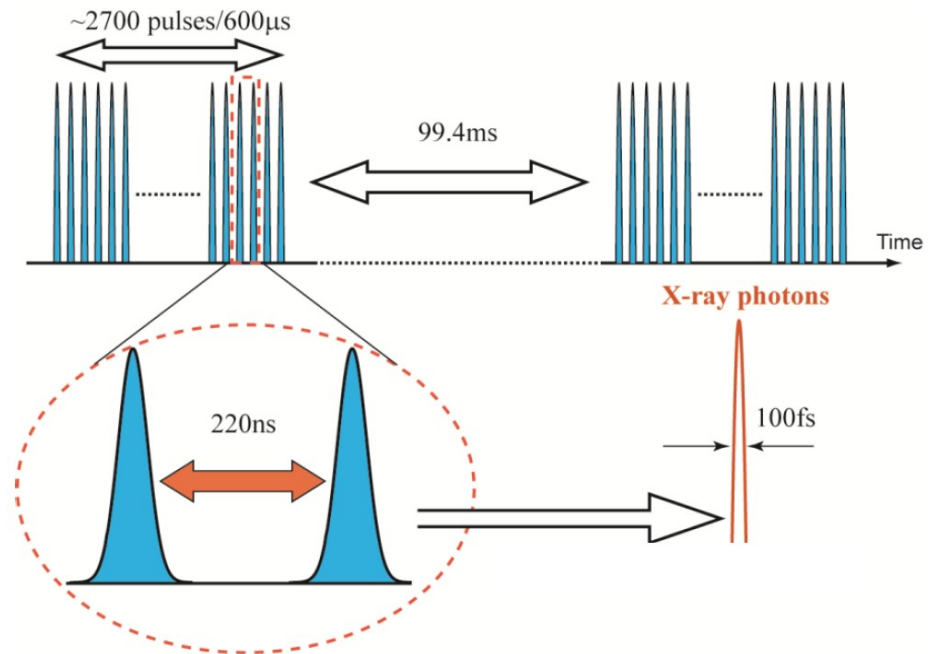 ~2700 pulses/600μs
99.4ms
Time
X-ray photons
220ns
100fs